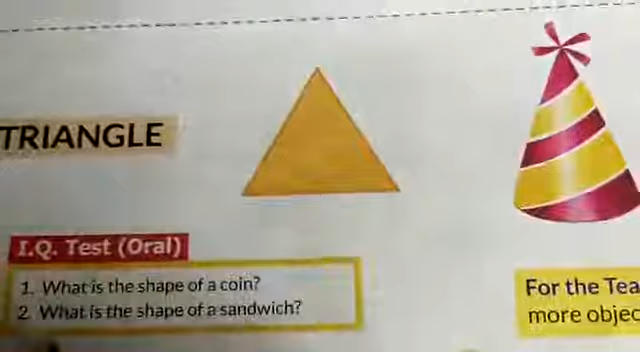 TRIANGLE
I.Q. Test (Oral)
1. What is the shape of a coin?
2. What is the shape of a sandwich?
For the Tea
more objec